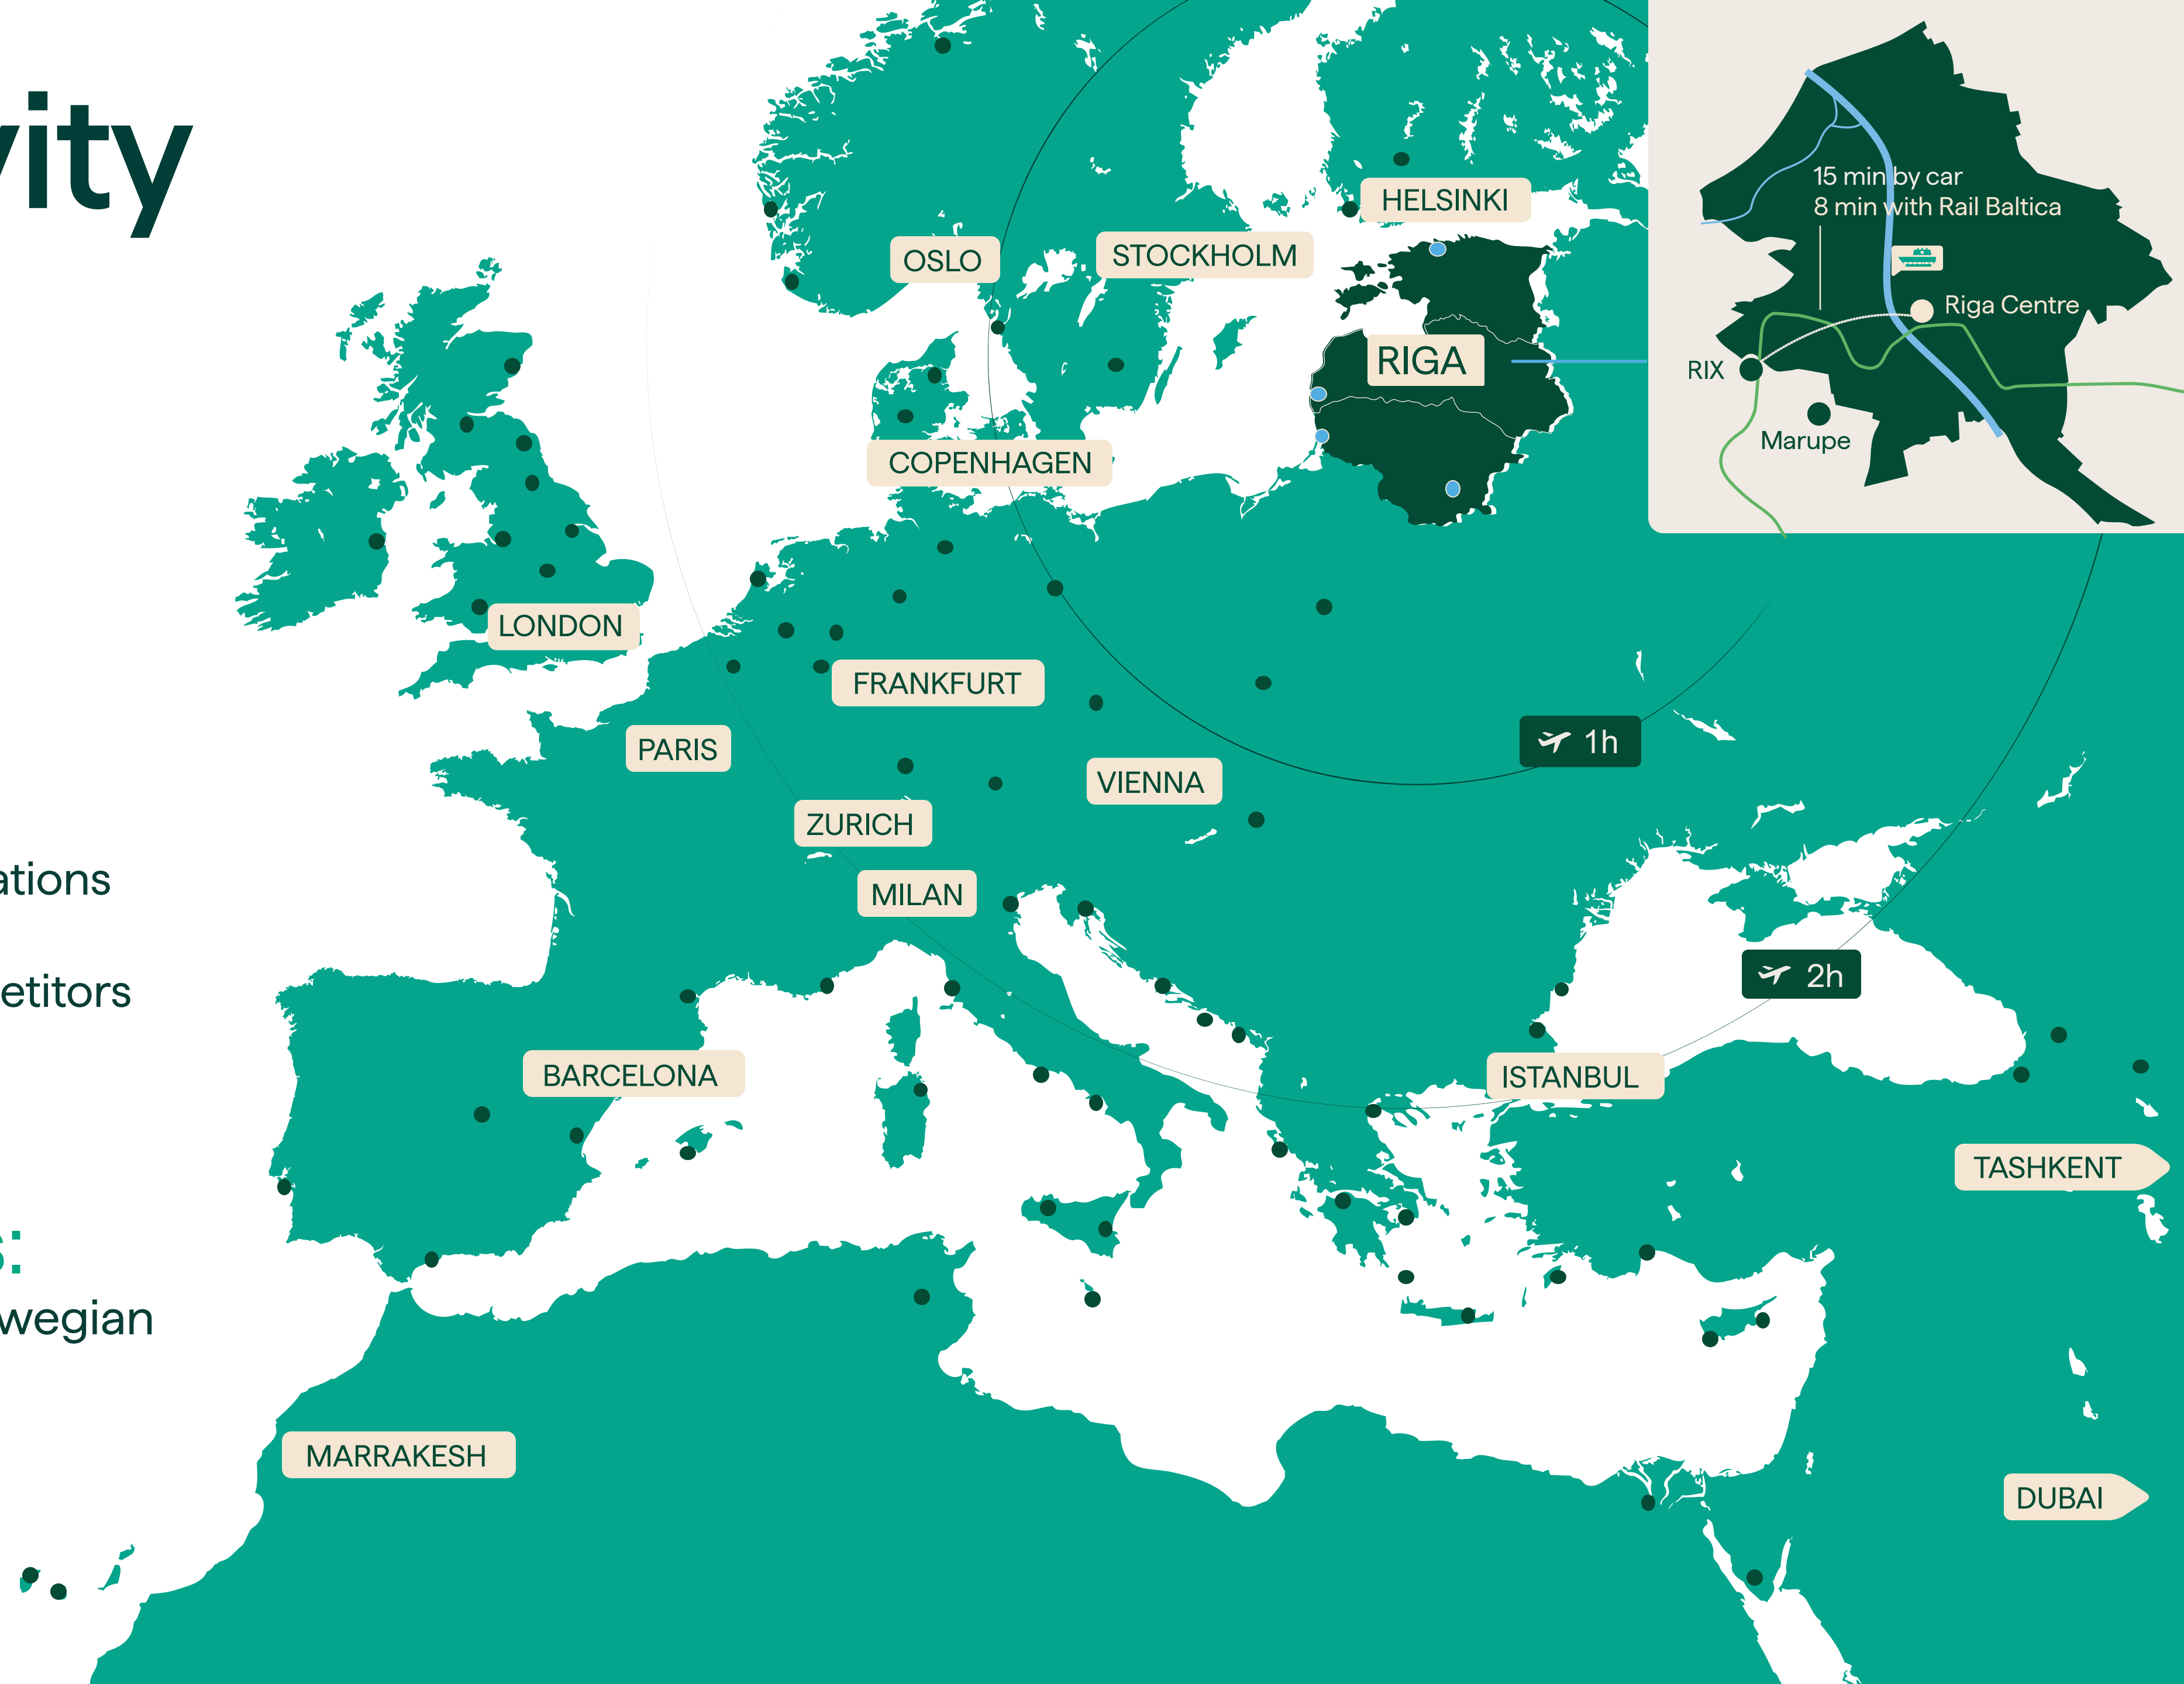 vity
ations
etitors
s:
wegian
OSLO
STOCKHOLM
HELSINKI
RIGA
COPENHAGEN
LONDON
FRANKFURT
PARIS
VIENNA
ZURICH
MILAN
BARCELONA
ISTANBUL
MARRAKESH
TASHKENT
DUBAI
1h
2h
15 min by car
8 min with Rail Baltica
Riga Centre
RIX
Marupe